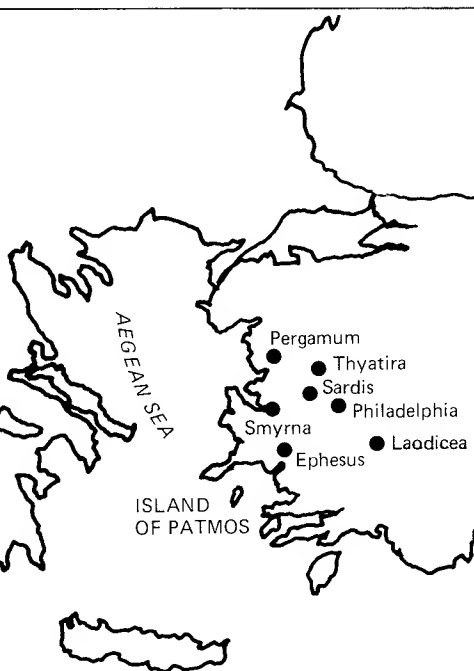 AEGEAN SEA
Pergamum
Thyatira
Sardis
Philadelphia
Smyrna
Laodicea
Ephesus
ISLAND
OF PATMOS